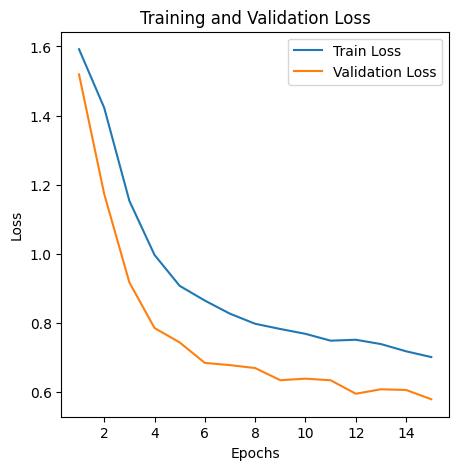 Training and Validation Loss
Train Loss
Validation Loss
1.6
1.4
1.2
1.0
0.8
0.6
Loss
2 4 6 8 10 12 14
Epochs